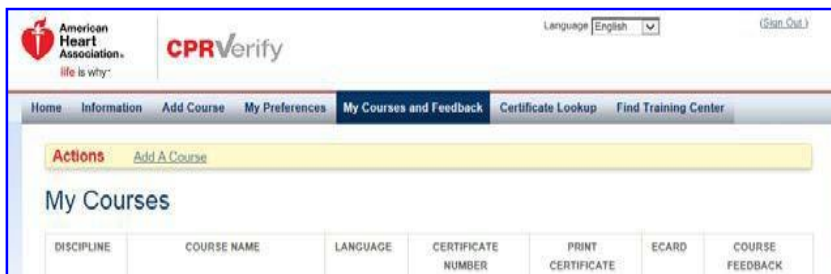 American
Heart
Association®
life is why™
CPRVerify
Language English
(Sign Out)
Home Information Add Course My Preferences My Courses and Feedback Certificate Lookup Find Training Center
Actions Add A Course
My Courses
DISCIPLINE COURSE NAME LANGUAGE CERTIFICATE NUMBER PRINT CERTIFICATE ECARD COURSE FEEDBACK